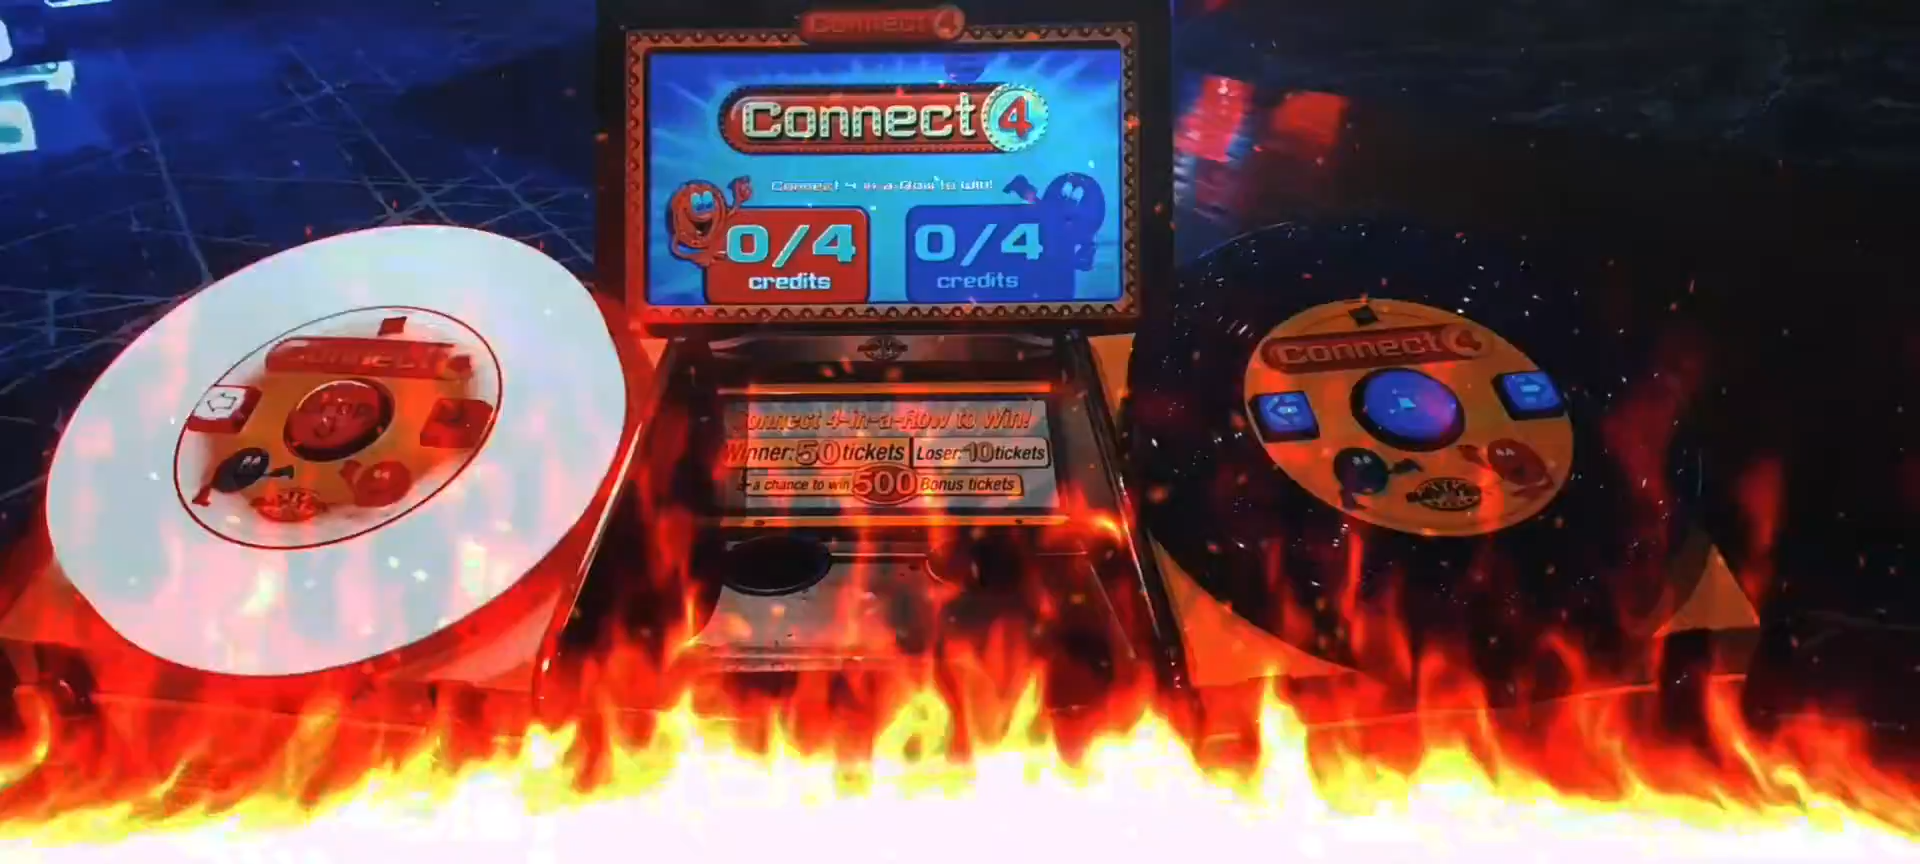 Connect 4
Connect 4
Connect 4-in-a-Row to Win!
0/4
credits
0/4
credits
Connect 4
Connect 4
Connect 4-in-a-Row to Win!
Winner: 50 tickets
Loser: 10 tickets
a chance to win 500 Bonus tickets